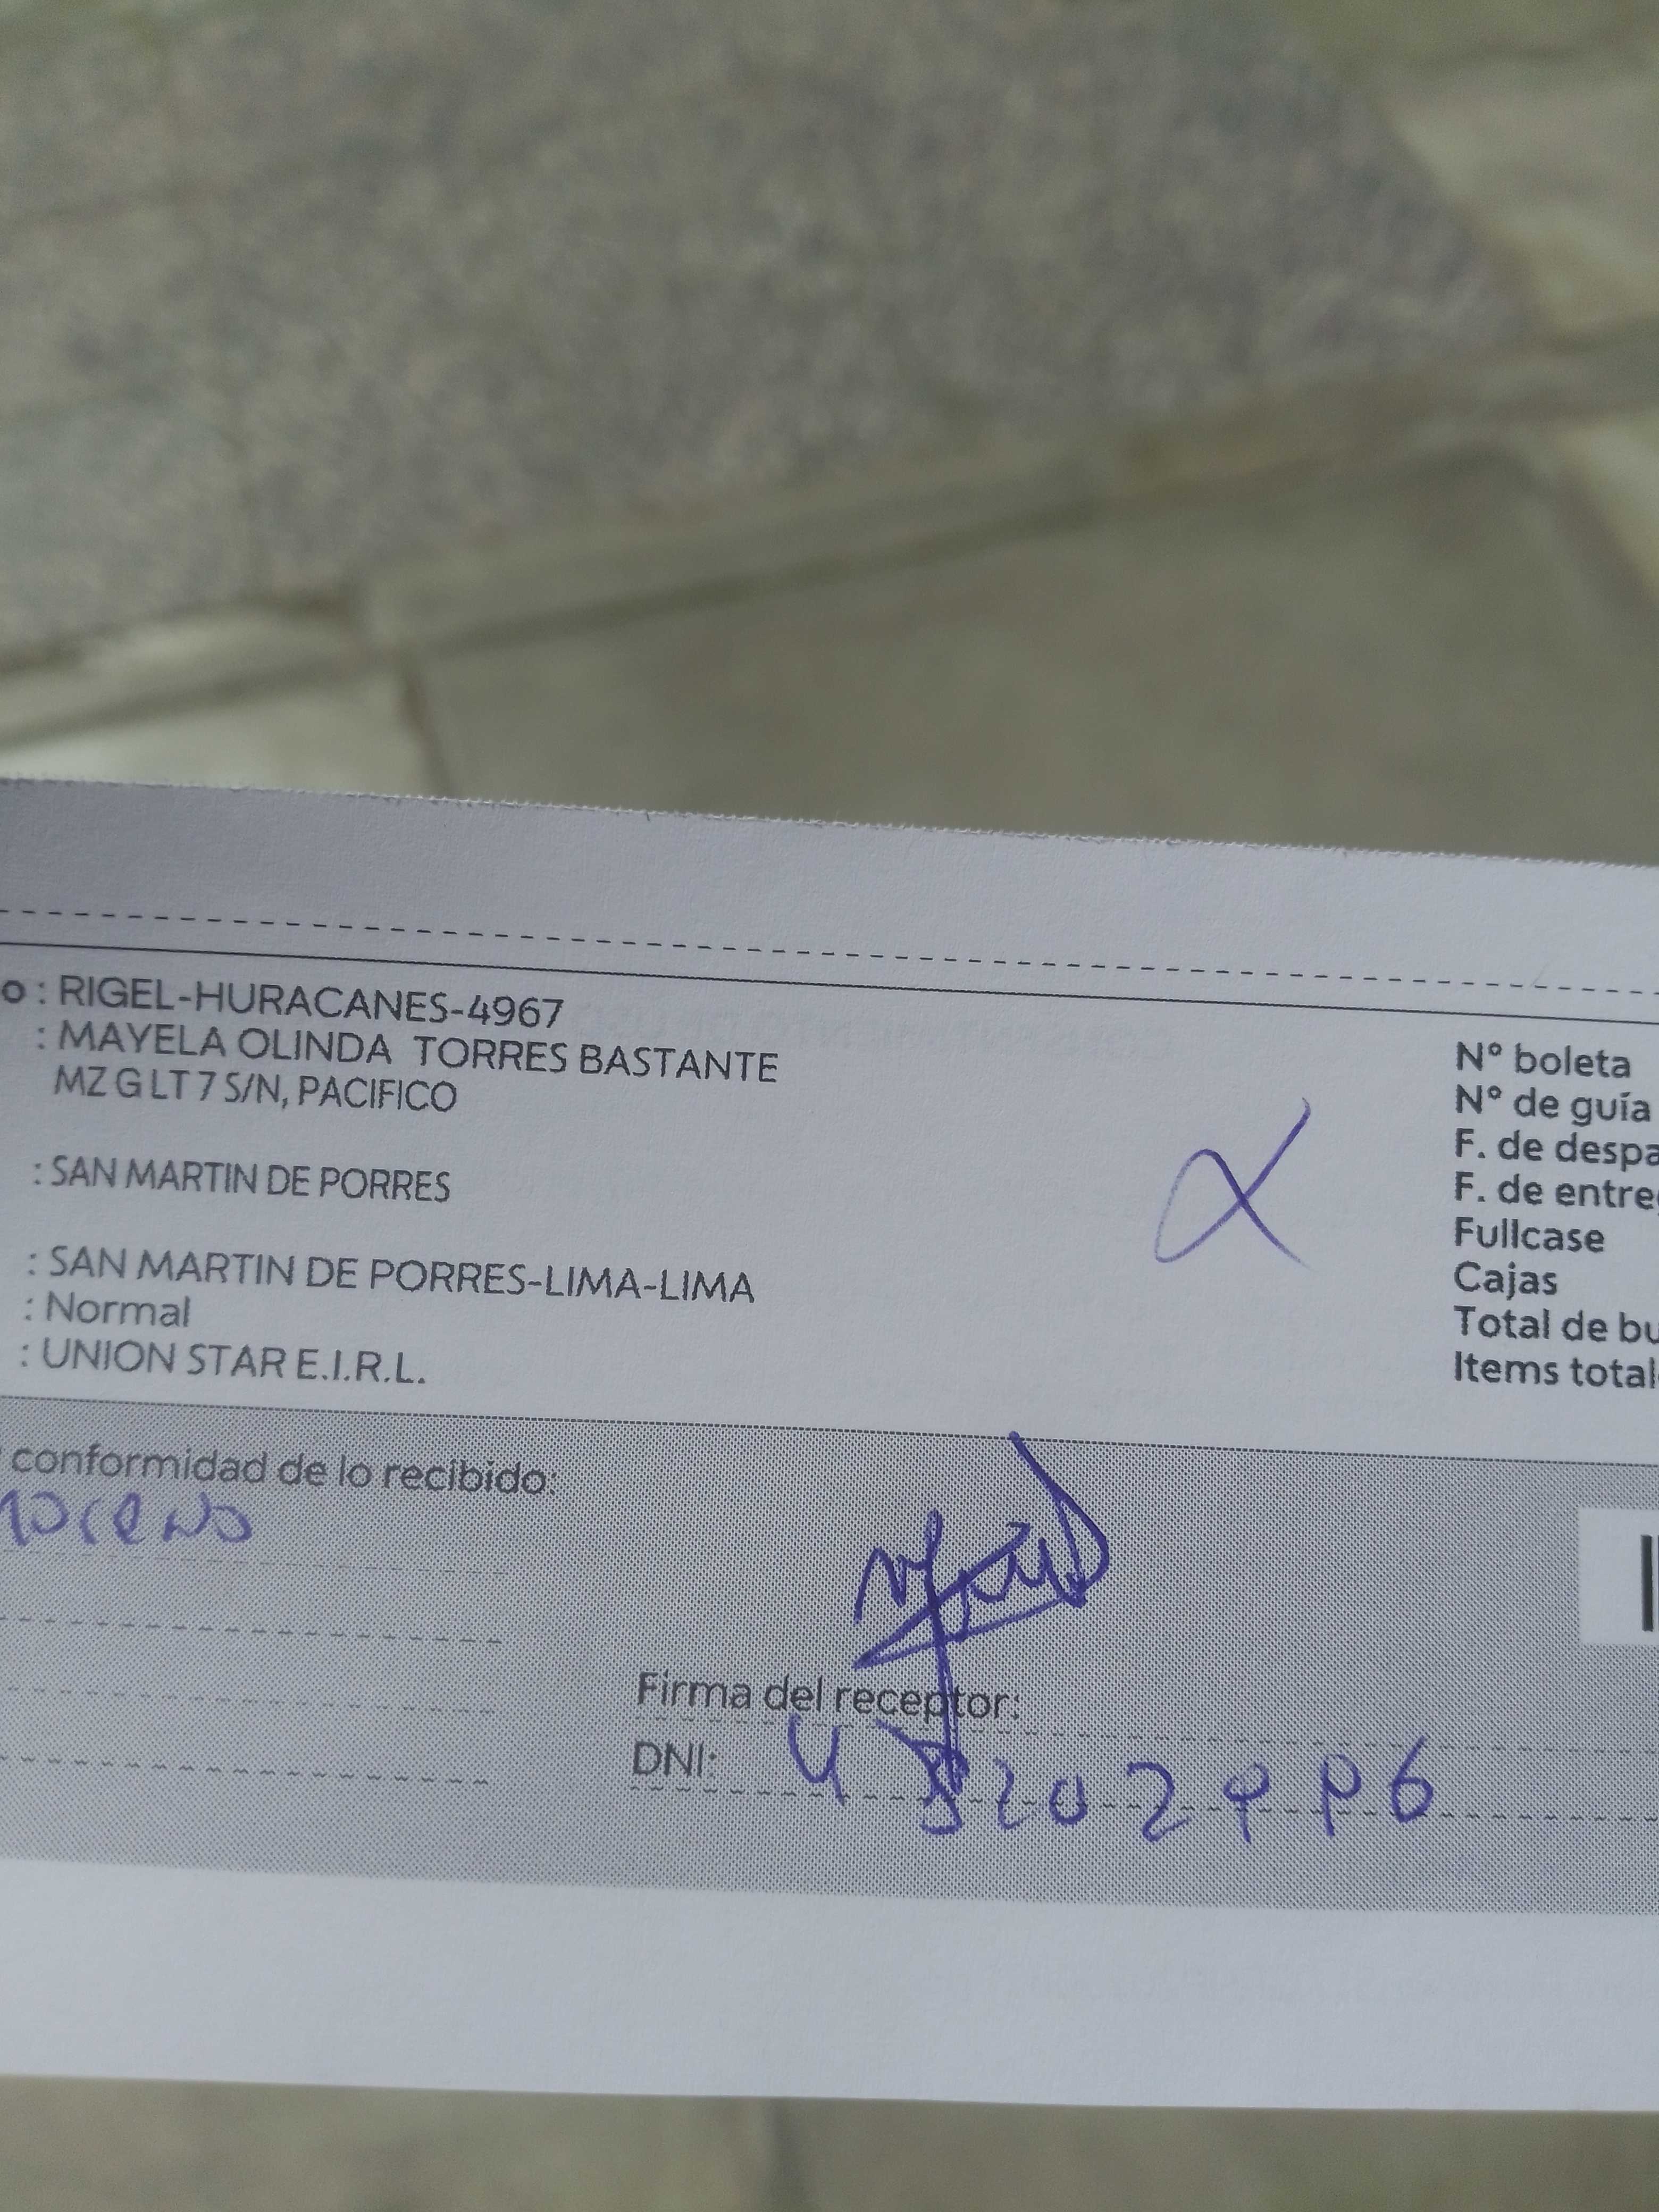 o : RIGEL-HURACANES-4967
: MAYELA OLINDA TORRES BASTANTE
MZ G LT 7 S/N, PACIFICO
: SAN MARTIN DE PORRES
: SAN MARTIN DE PORRES-LIMA-LIMA
: Normal
: UNION STAR E.I.R.L.
N° boleta
N° de guía
F. de despa
F. de entreg
Fullcase
Cajas
Total de bu
Items total
conformidad de lo recibido:
Moreno
Firma del receptor:
DNI: